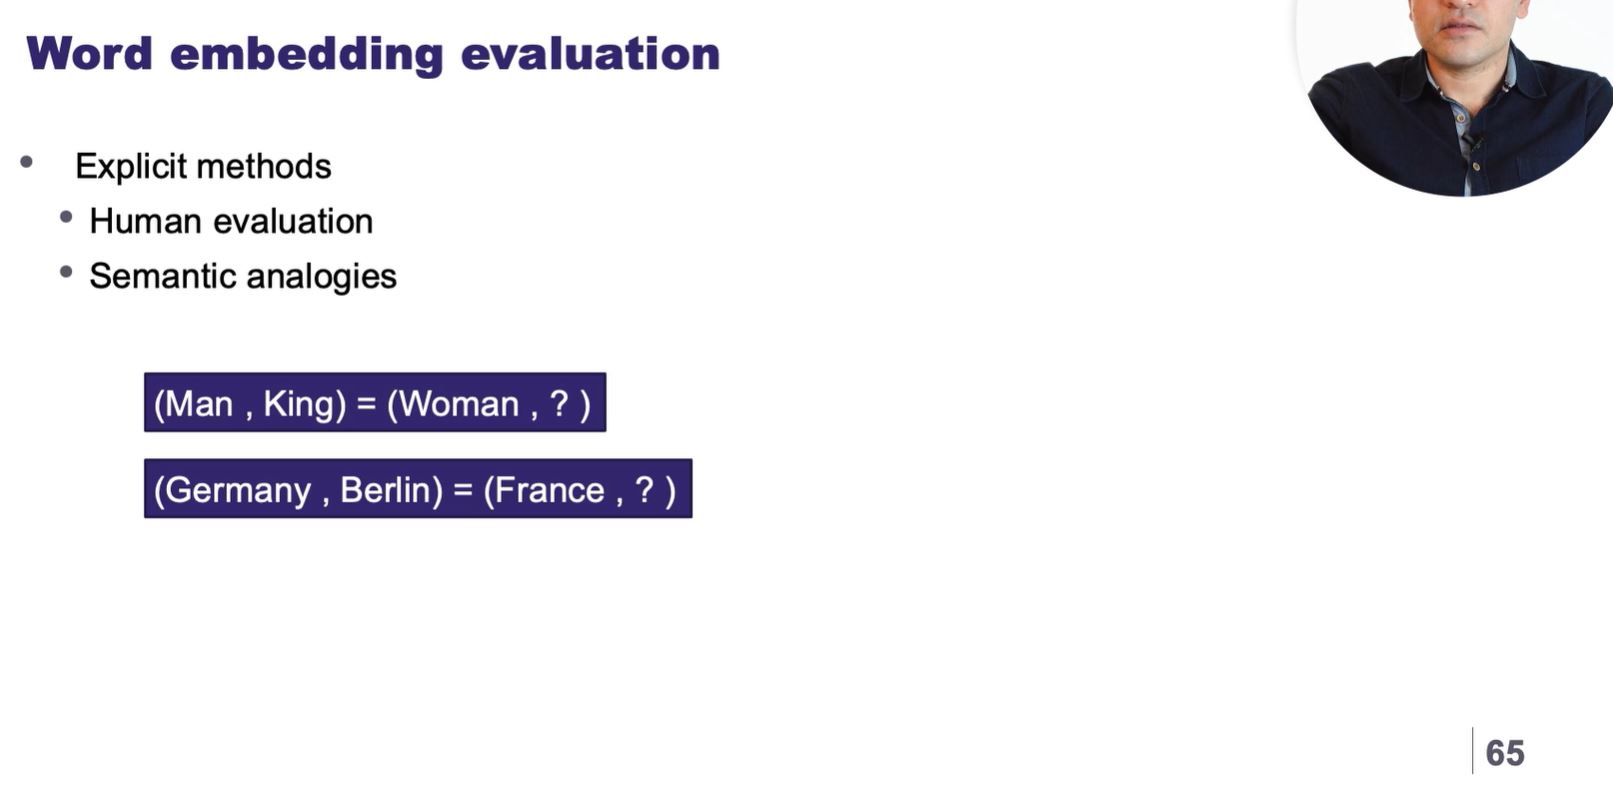 Word embedding evaluation
• Explicit methods
• Human evaluation
• Semantic analogies
(Man , King) = (Woman , ? )
(Germany , Berlin) = (France , ? )
65